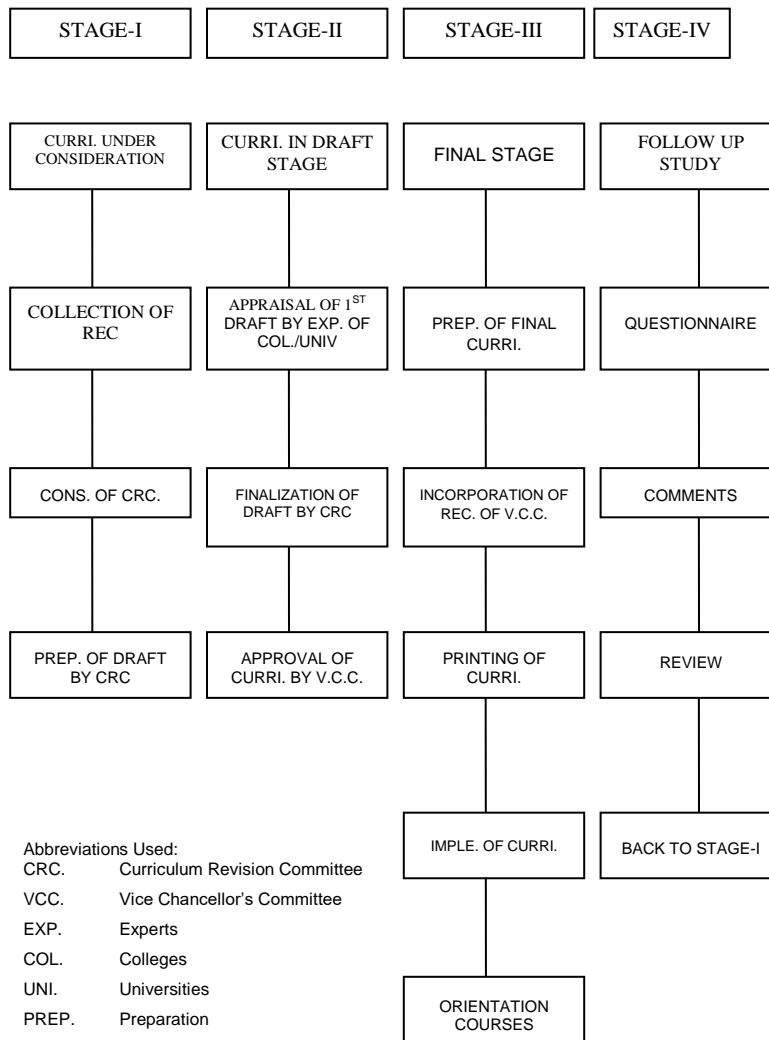 STAGE-I
STAGE-II
STAGE-III
STAGE-IV
CURRI. UNDER
CONSIDERATION
CURRI. IN DRAFT
STAGE
FINAL STAGE
FOLLOW UP
STUDY
COLLECTION OF
REC
APPRAISAL OF 1ST
DRAFT BY EXP. OF
COL./UNIV
PREP. OF FINAL
CURRI.
QUESTIONNAIRE
CONS. OF CRC.
FINALIZATION OF
DRAFT BY CRC
INCORPORATION OF
REC. OF V.C.C.
COMMENTS
PREP. OF DRAFT
BY CRC
APPROVAL OF
CURRI. BY V.C.C.
PRINTING OF
CURRI.
REVIEW
IMPLE. OF CURRI.
BACK TO STAGE-I
ORIENTATION
COURSES
Abbreviations Used:
CRC. Curriculum Revision Committee
VCC. Vice Chancellor's Committee
EXP. Experts
COL. Colleges
UNI. Universities
PREP. Preparation